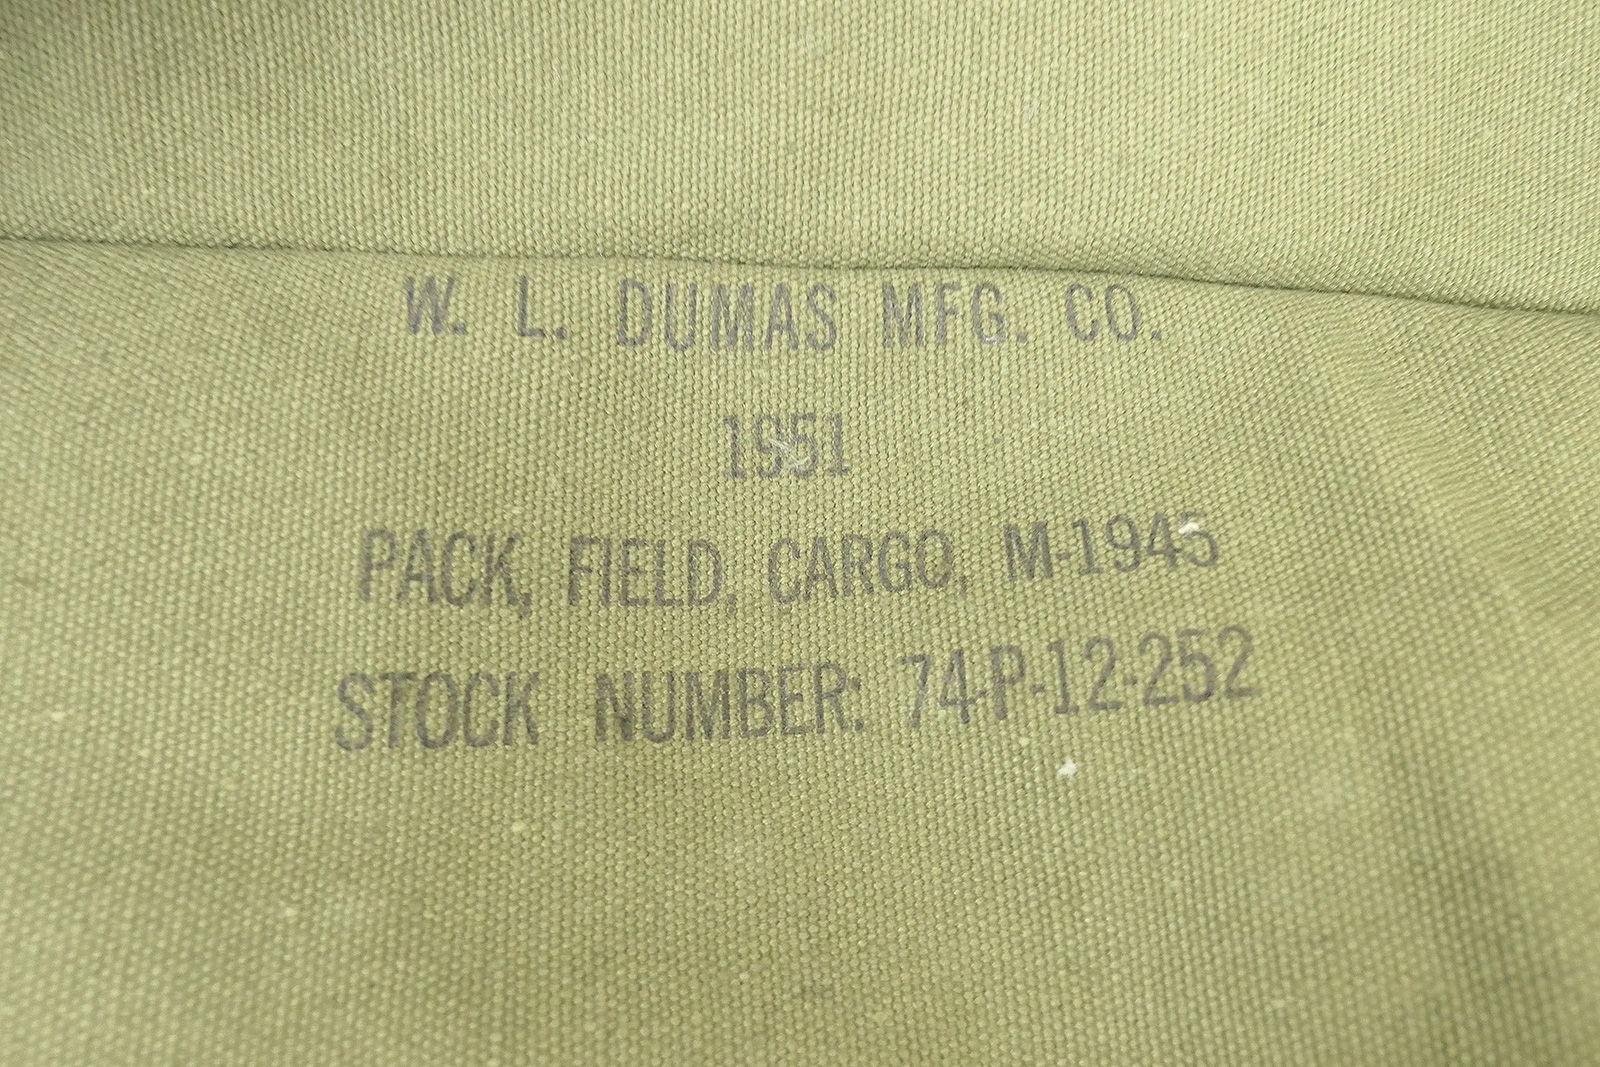 W. L. DUMAS MFG. CO.
1951
PACK, FIELD, CARGO, M-1945
STOCK NUMBER: 74-P-12-252